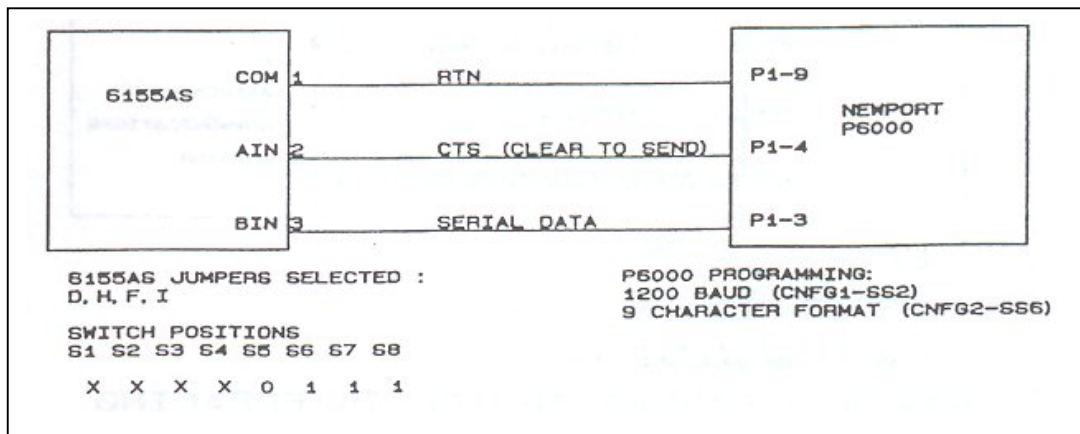 COM 1 RTN P1-9
6155AS
NEWPORT
P6000
AIN 2 CTS (CLEAR TO SEND) P1-4
BIN 3 SERIAL DATA P1-3
6155AS JUMPERS SELECTED :
D, H, F, I
SWITCH POSITIONS
S1 S2 S3 S4 S5 S6 S7 S8
X X X X 0 1 1 1
P6000 PROGRAMMING:
1200 BAUD (CNFG1-SS2)
9 CHARACTER FORMAT (CNFG2-SS6)